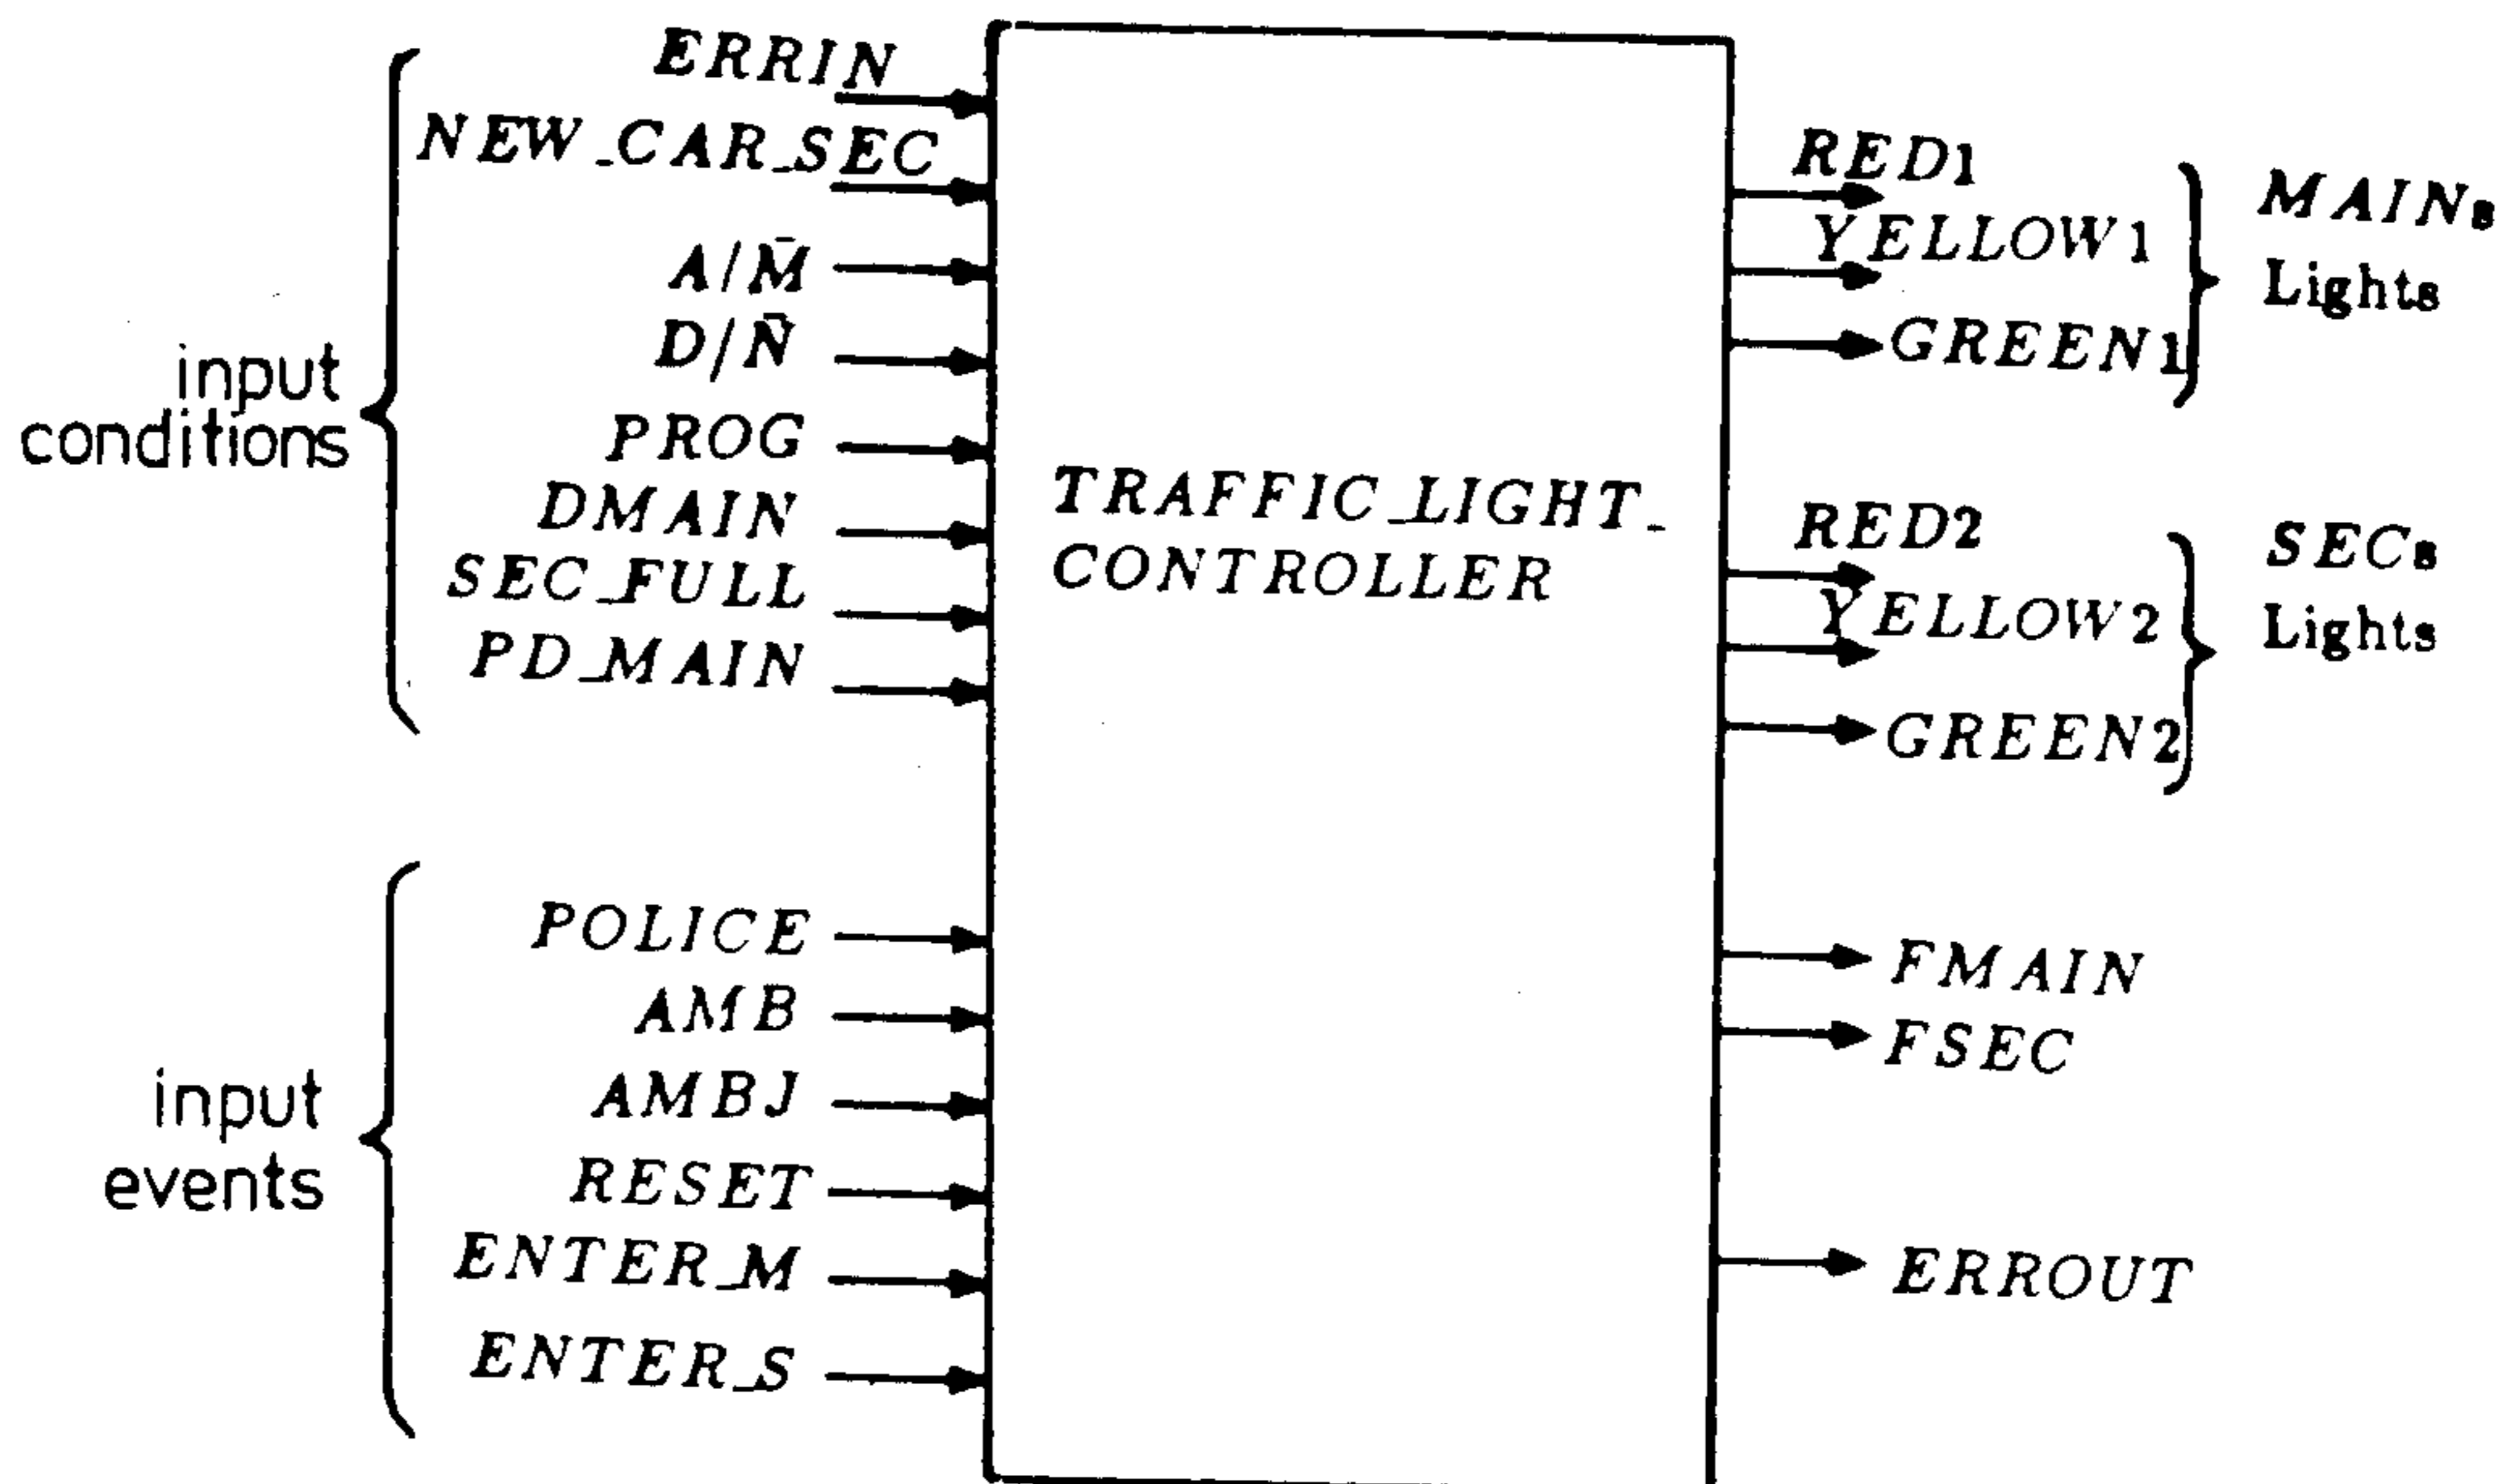 input
conditions
ERRIN
NEW_CAR_SEC
A/M̄
D/N̄
PROG
DMAIN
SEC_FULL
PD_MAIN
input
events
POLICE
AMB
AMBJ
RESET
ENTER_M
ENTER_S
TRAFFIC_LIGHT_
CONTROLLER
RED1
YELLOW1
GREEN1
MAINs
Lights
RED2
YELLOW2
GREEN2
SECs
Lights
FMAIN
FSEC
ERROUT